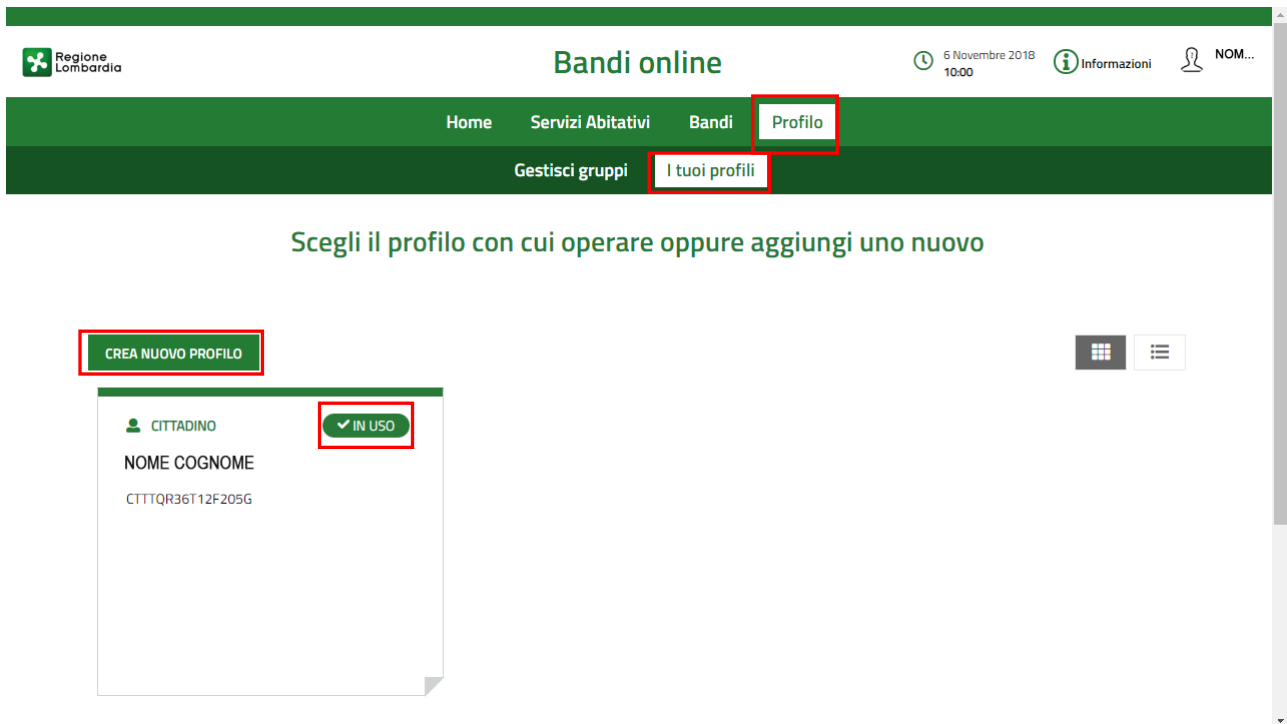 Regione
Lombardia
Bandi online
6 Novembre 2018
10:00
Informazioni
NOM...
Home Servizi Abitativi Bandi Profilo
Gestisci gruppi I tuoi profili
Scegli il profilo con cui operare oppure aggiungi uno nuovo
CREA NUOVO PROFILO
CITTADINO IN USO
NOME COGNOME
CTTTQR36T12F205G